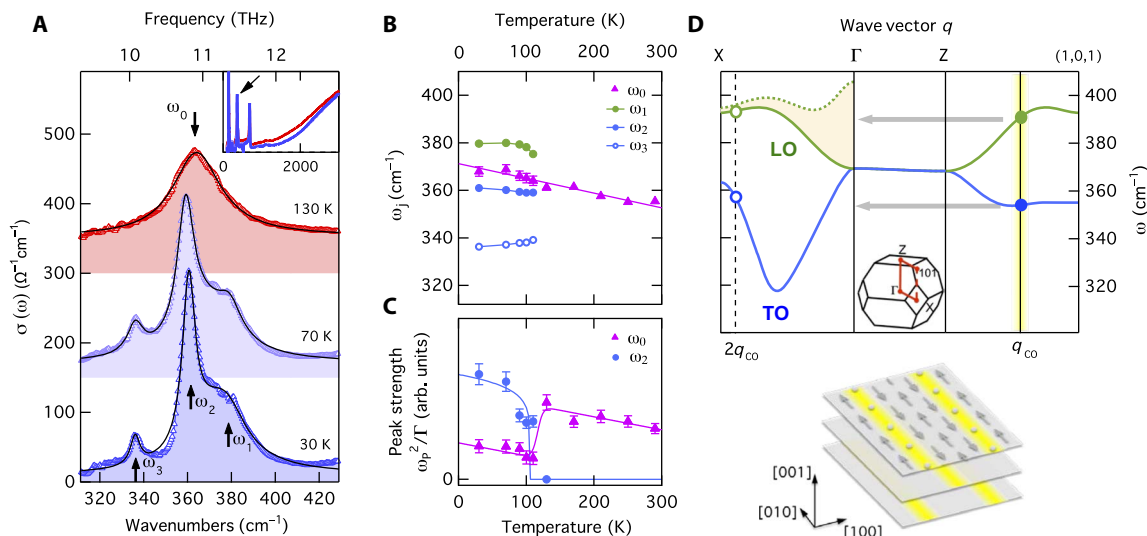 A
Frequency (THz)
10 11 12
σ (ω) (Ω⁻¹cm⁻¹)
500
400
300
200
100
0
ω₀
0 2000
130 K
70 K
30 K
ω₂
ω₁
ω₃
320 340 360 380 400 420
Wavenumbers (cm⁻¹)
B
Temperature (K)
0 100 200 300
ωⱼ (cm⁻¹)
400
380
360
340
320
ω₀
ω₁
ω₂
ω₃
C
Peak strength
ωₚ²/Γ (arb. units)
ω₀
ω₂
0
0 100 200 300
Temperature (K)
D
Wave vector q
X Γ Z (1,0,1)
LO
TO
Z
101
Γ
X
400
380
360
340
320
ω (cm⁻¹)
2q_CO q_CO
[001]
[010]
[100]